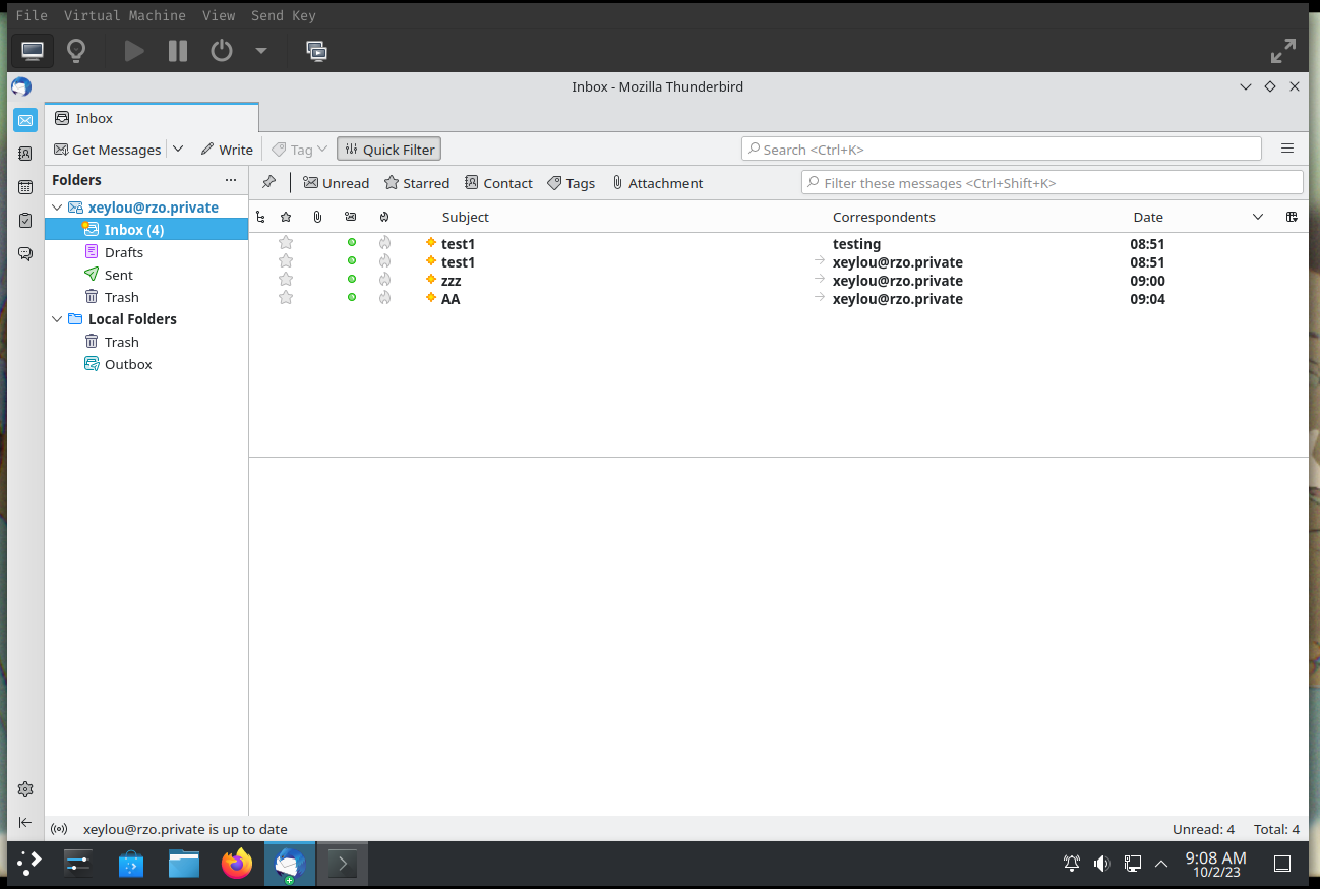 File Virtual Machine View Send Key
Inbox - Mozilla Thunderbird
Inbox
Get Messages Write Tag Quick Filter Search <Ctrl+K>
Folders
Unread Starred Contact Tags Attachment Filter these messages <Ctrl+Shift+K>
xeylou@rzo.private
Inbox (4)
Drafts
Sent
Trash
Local Folders
Trash
Outbox
Subject Correspondents Date
test1 testing 08:51
test1 xeylou@rzo.private 08:51
zzz xeylou@rzo.private 09:00
AA xeylou@rzo.private 09:04
xeylou@rzo.private is up to date Unread: 4 Total: 4
9:08 AM
10/2/23